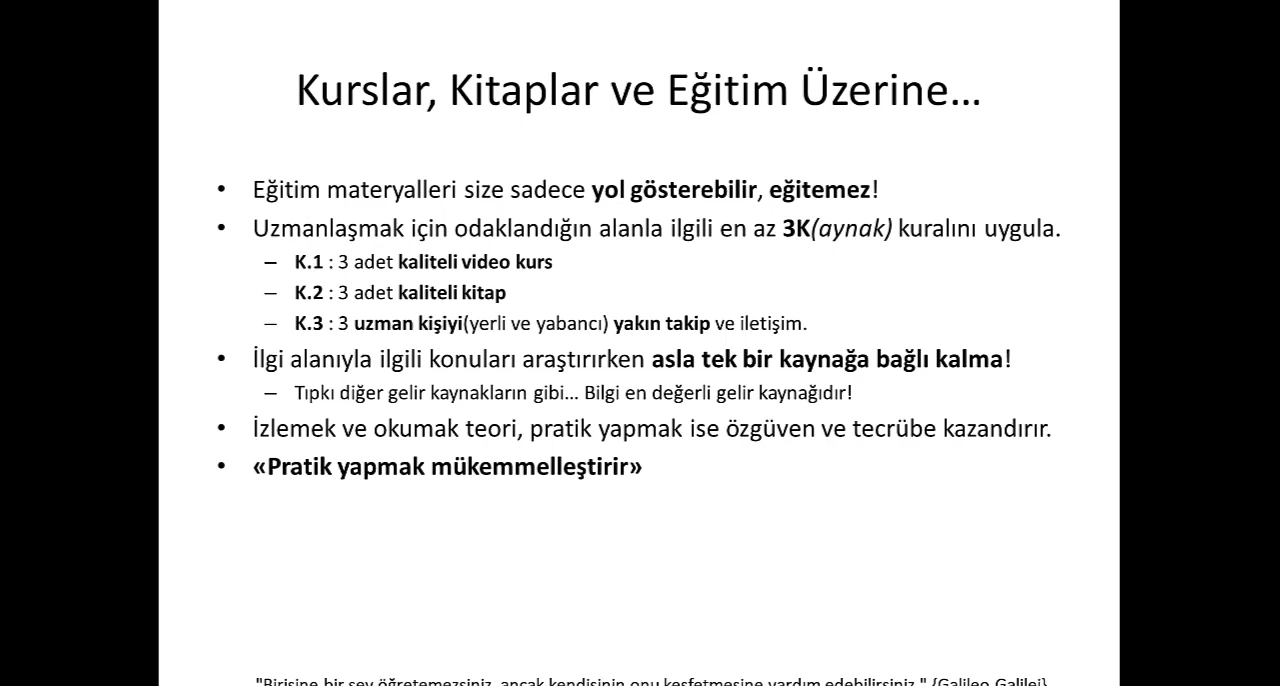 Kurslar, Kitaplar ve Eğitim Üzerine...
• Eğitim materyalleri size sadece yol gösterebilir, eğitemez!
• Uzmanlaşmak için odaklandığın alanla ilgili en az 3K(aynak) kuralını uygula.
– K.1 : 3 adet kaliteli video kurs
– K.2 : 3 adet kaliteli kitap
– K.3 : 3 uzman kişiyi(yerli ve yabancı) yakın takip ve iletişim.
• İlgi alanıyla ilgili konuları araştırırken asla tek bir kaynağa bağlı kalma!
– Tıpkı diğer gelir kaynakların gibi... Bilgi en değerli gelir kaynağıdır!
• İzlemek ve okumak teori, pratik yapmak ise özgüven ve tecrübe kazandırır.
• «Pratik yapmak mükemmelleştirir»
"Birisine bir şey öğretemezsiniz, ancak kendisinin onu keşfetmesine yardım edebilirsiniz." {Galileo Galilei}